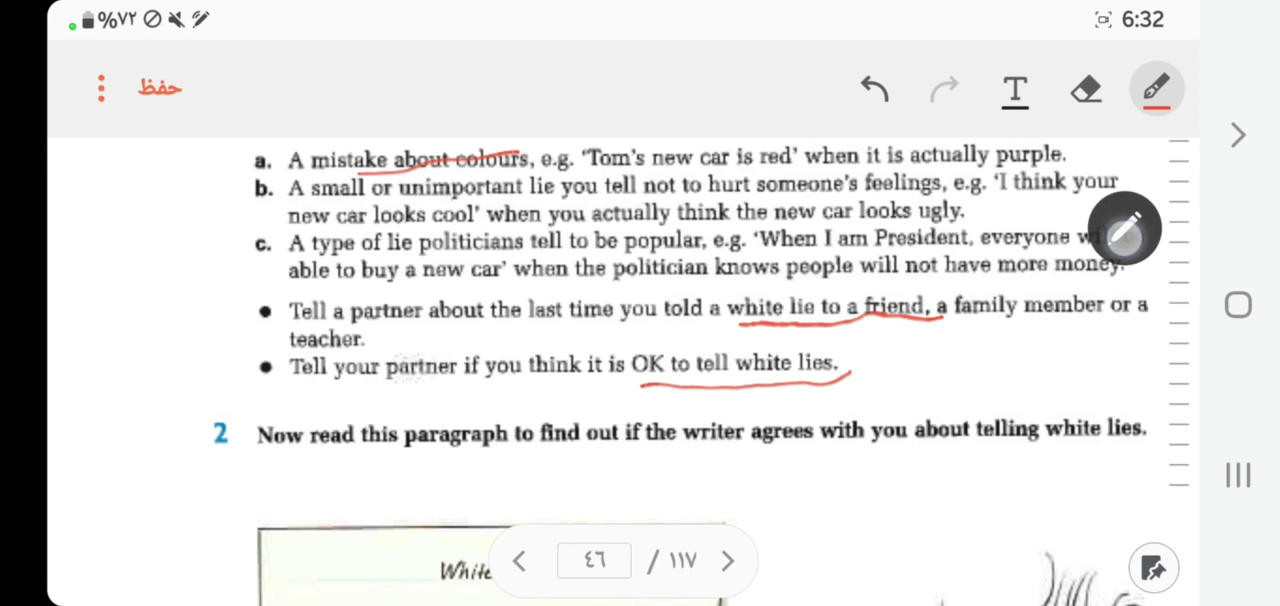 %٧٢ 6:32
حفظ T
a. A mistake about colours, e.g. ‘Tom’s new car is red’ when it is actually purple.
b. A small or unimportant lie you tell not to hurt someone’s feelings, e.g. ‘I think your
new car looks cool’ when you actually think the new car looks ugly.
c. A type of lie politicians tell to be popular, e.g. ‘When I am President, everyone
able to buy a new car’ when the politician knows people will not have more money.
● Tell a partner about the last time you told a white lie to a friend, a family member or a
teacher.
● Tell your partner if you think it is OK to tell white lies.
2 Now read this paragraph to find out if the writer agrees with you about telling white lies.
White
٤٦ / ١١٧